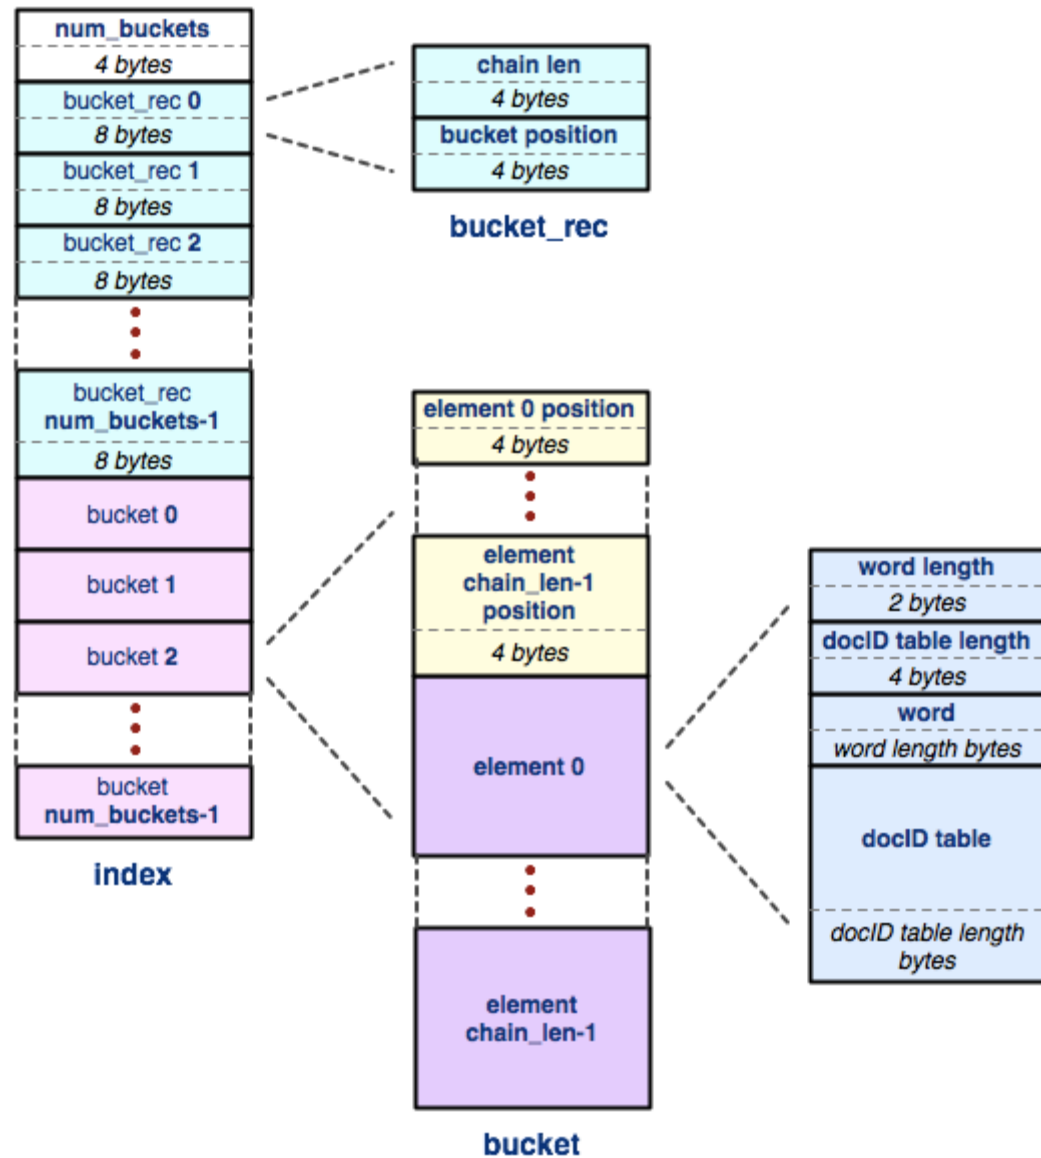 num_buckets
4 bytes
bucket_rec 0
8 bytes
bucket_rec 1
8 bytes
bucket_rec 2
8 bytes
bucket_rec
num_buckets-1
8 bytes
bucket 0
bucket 1
bucket 2
bucket
num_buckets-1
index
chain len
4 bytes
bucket position
4 bytes
bucket_rec
element 0 position
4 bytes
element
chain_len-1
position
4 bytes
element 0
element
chain_len-1
bucket
word length
2 bytes
docID table length
4 bytes
word
word length bytes
docID table
docID table length
bytes